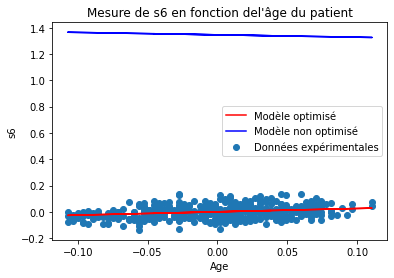 Mesure de s6 en fonction del'âge du patient
1.4
1.2
1.0
0.8
0.6
0.4
0.2
0.0
−0.2
s6
Modèle optimisé
Modèle non optimisé
Données expérimentales
−0.10
−0.05
0.00
0.05
0.10
Age